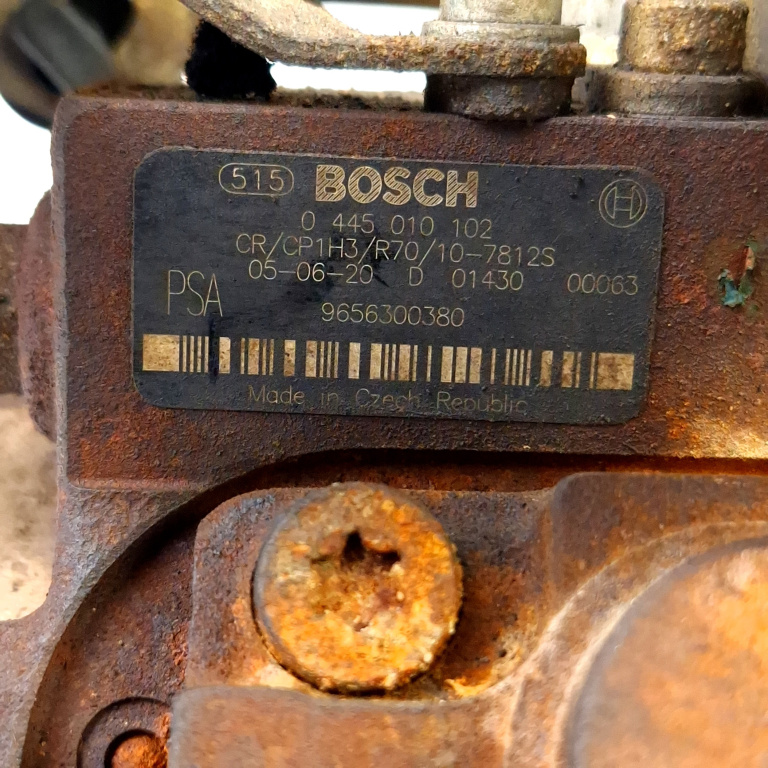 515 BOSCH
0 445 010 102
CR/CP1H3/R70/10-7812S
05-06-20 D 01430 00063
PSA 9656300380
Made in Czech Republic